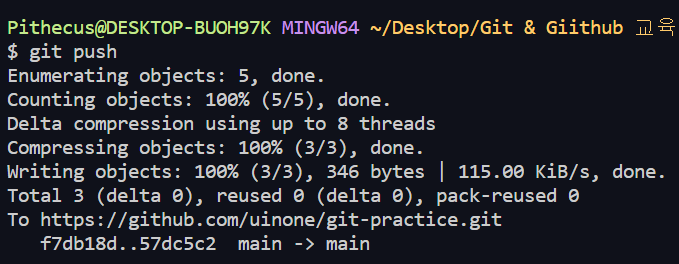 Pithecus@DESKTOP-BUOH97K MINGW64 ~/Desktop/Git & Giithub 교육
$ git push
Enumerating objects: 5, done.
Counting objects: 100% (5/5), done.
Delta compression using up to 8 threads
Compressing objects: 100% (3/3), done.
Writing objects: 100% (3/3), 346 bytes | 115.00 KiB/s, done.
Total 3 (delta 0), reused 0 (delta 0), pack-reused 0
To https://github.com/uinone/git-practice.git
   f7db18d..57dc5c2  main -> main